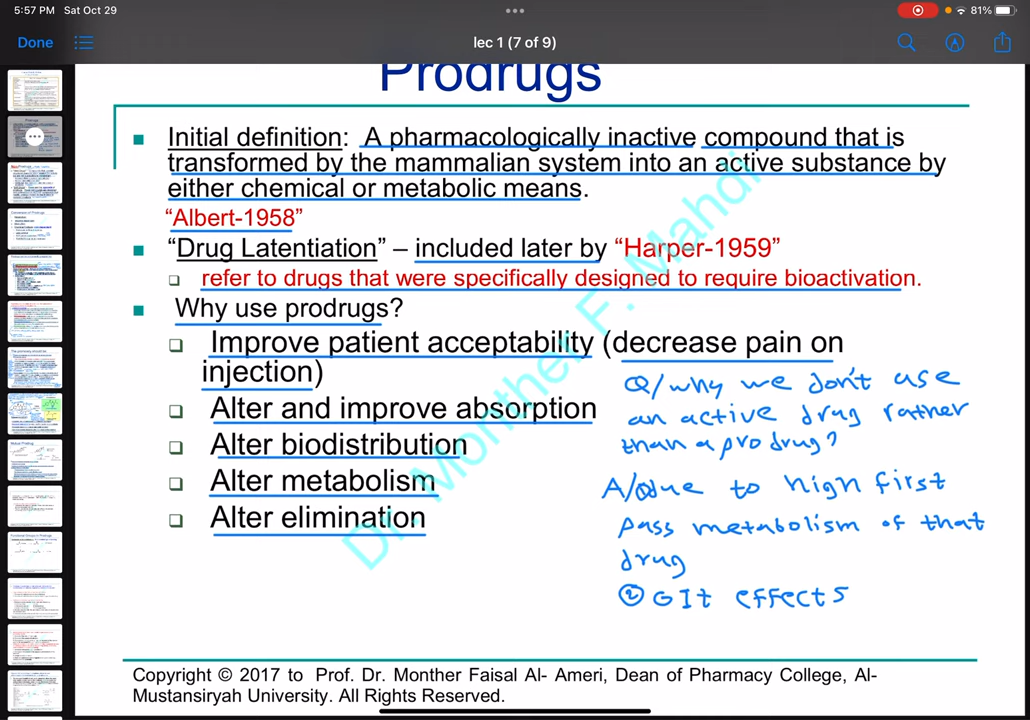 5:57 PM Sat Oct 29
81%
Done
lec 1 (7 of 9)
Prodrugs
Initial definition: A pharmacologically inactive compound that is
transformed by the mammalian system into an active substance by
either chemical or metabolic means.
“Albert-1958”
“Drug Latentiation” – included later by “Harper-1959”
refer to drugs that were specifically designed to require bioactivation.
Why use prodrugs?
Improve patient acceptability (decrease pain on
injection)
Alter and improve absorption
Alter biodistribution
Alter metabolism
Alter elimination
Q/why we don't use
an active drug rather
than a pro drug?
A/① due to high first
pass metabolism of that
drug
② GIt effects
Dr. Monther F. Mahdi
Copyright © 2017 to Prof. Dr. Monther Faisal Al- Ameri, Dean of Pharmacy College, Al-
Mustansiryah University. All Rights Reserved.